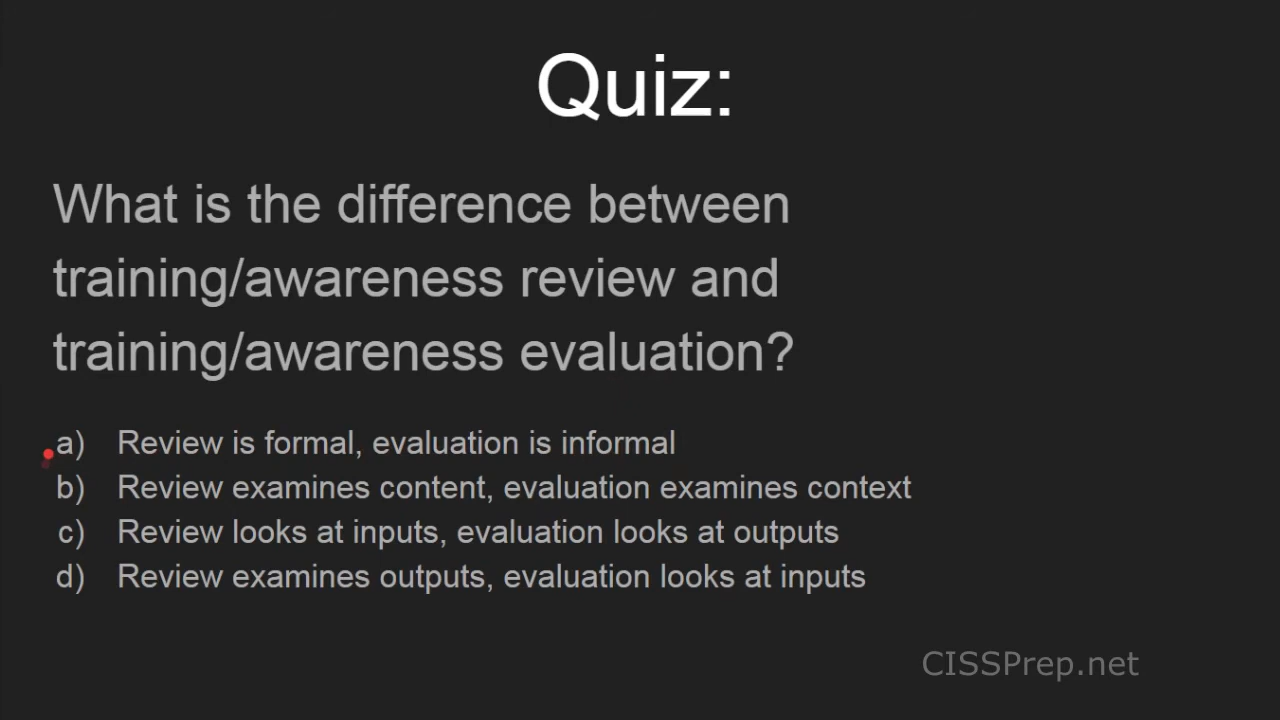 Quiz:
What is the difference between
training/awareness review and
training/awareness evaluation?
a) Review is formal, evaluation is informal
b) Review examines content, evaluation examines context
c) Review looks at inputs, evaluation looks at outputs
d) Review examines outputs, evaluation looks at inputs
CISSPrep.net